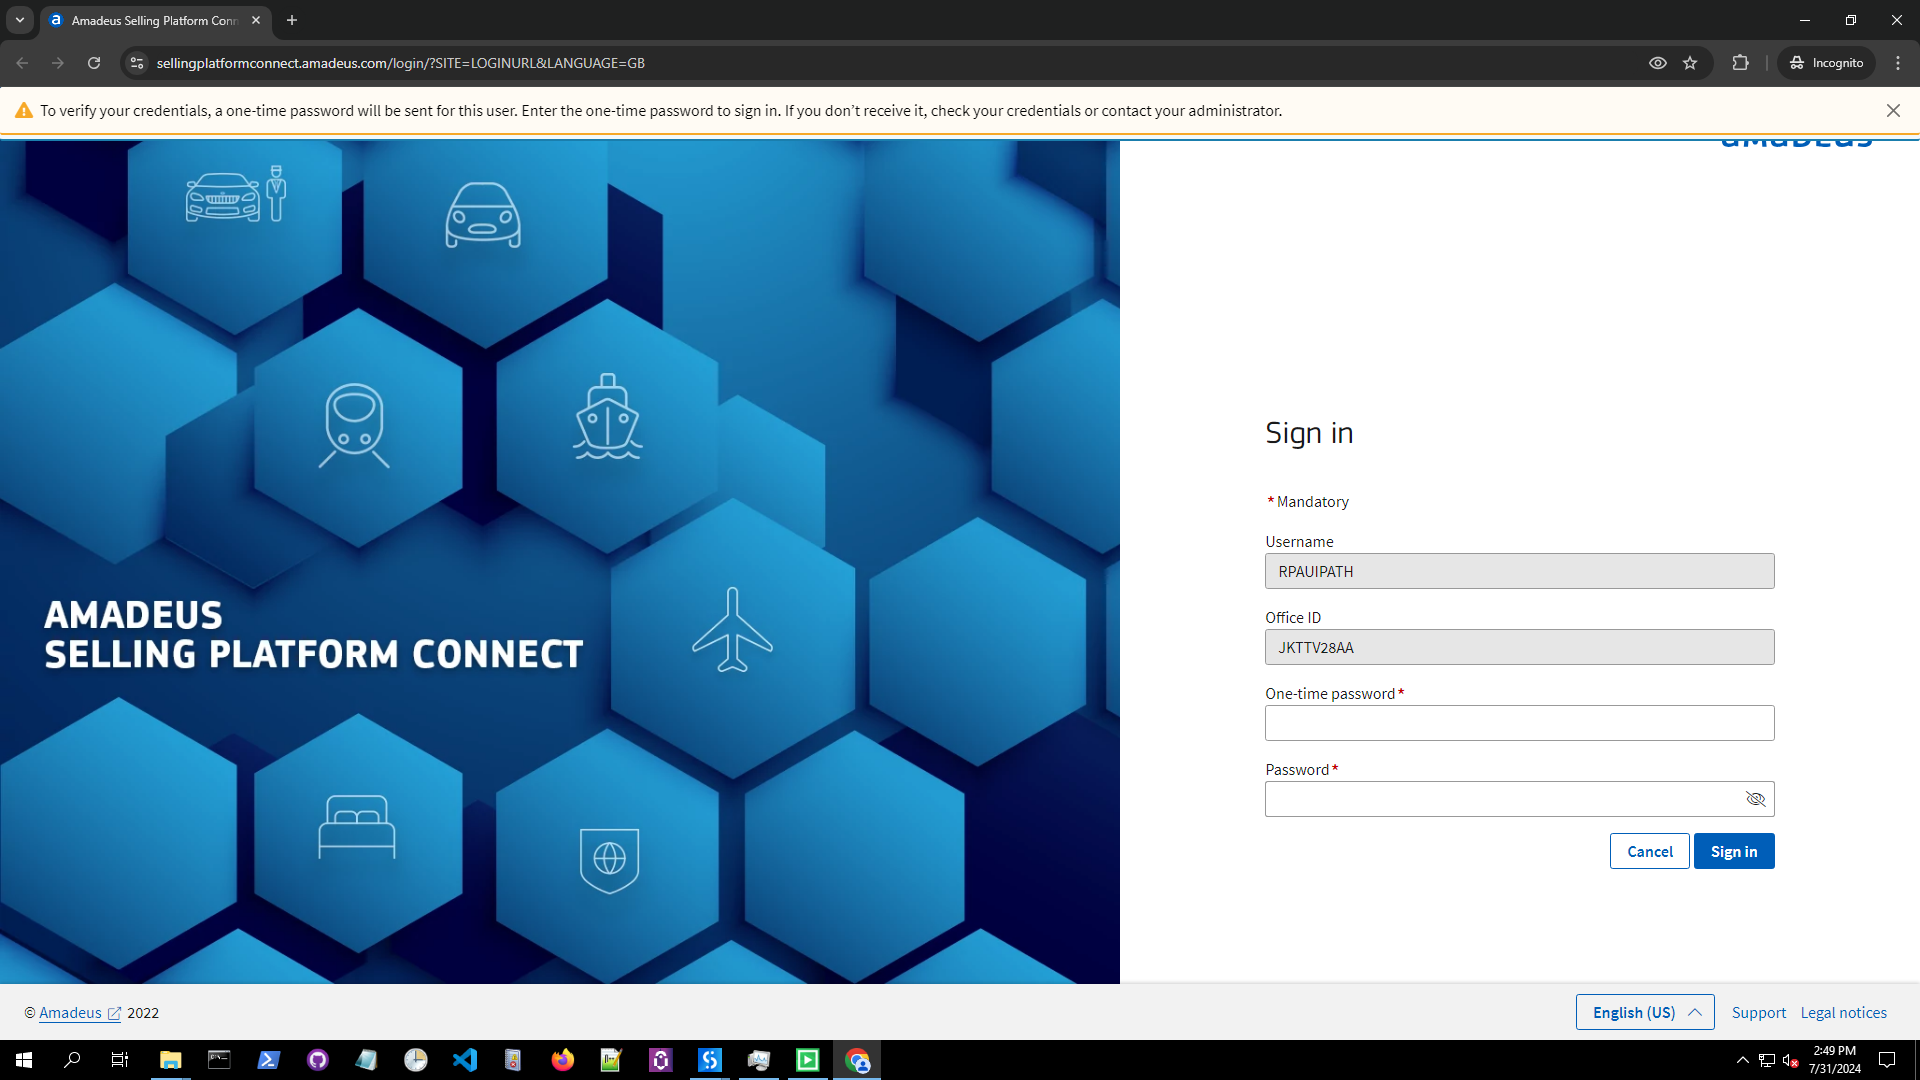 Amadeus Selling Platform Conn
sellingplatformconnect.amadeus.com/login/?SITE=LOGINURL&LANGUAGE=GB
Incognito
To verify your credentials, a one-time password will be sent for this user. Enter the one-time password to sign in. If you don’t receive it, check your credentials or contact your administrator.
amadeus
AMADEUS
SELLING PLATFORM CONNECT
Sign in
*Mandatory
Username
RPAUIPATH
Office ID
JKTTV28AA
One-time password*
Password*
Cancel
Sign in
© Amadeus 2022
English (US)
Support
Legal notices
2:49 PM
7/31/2024